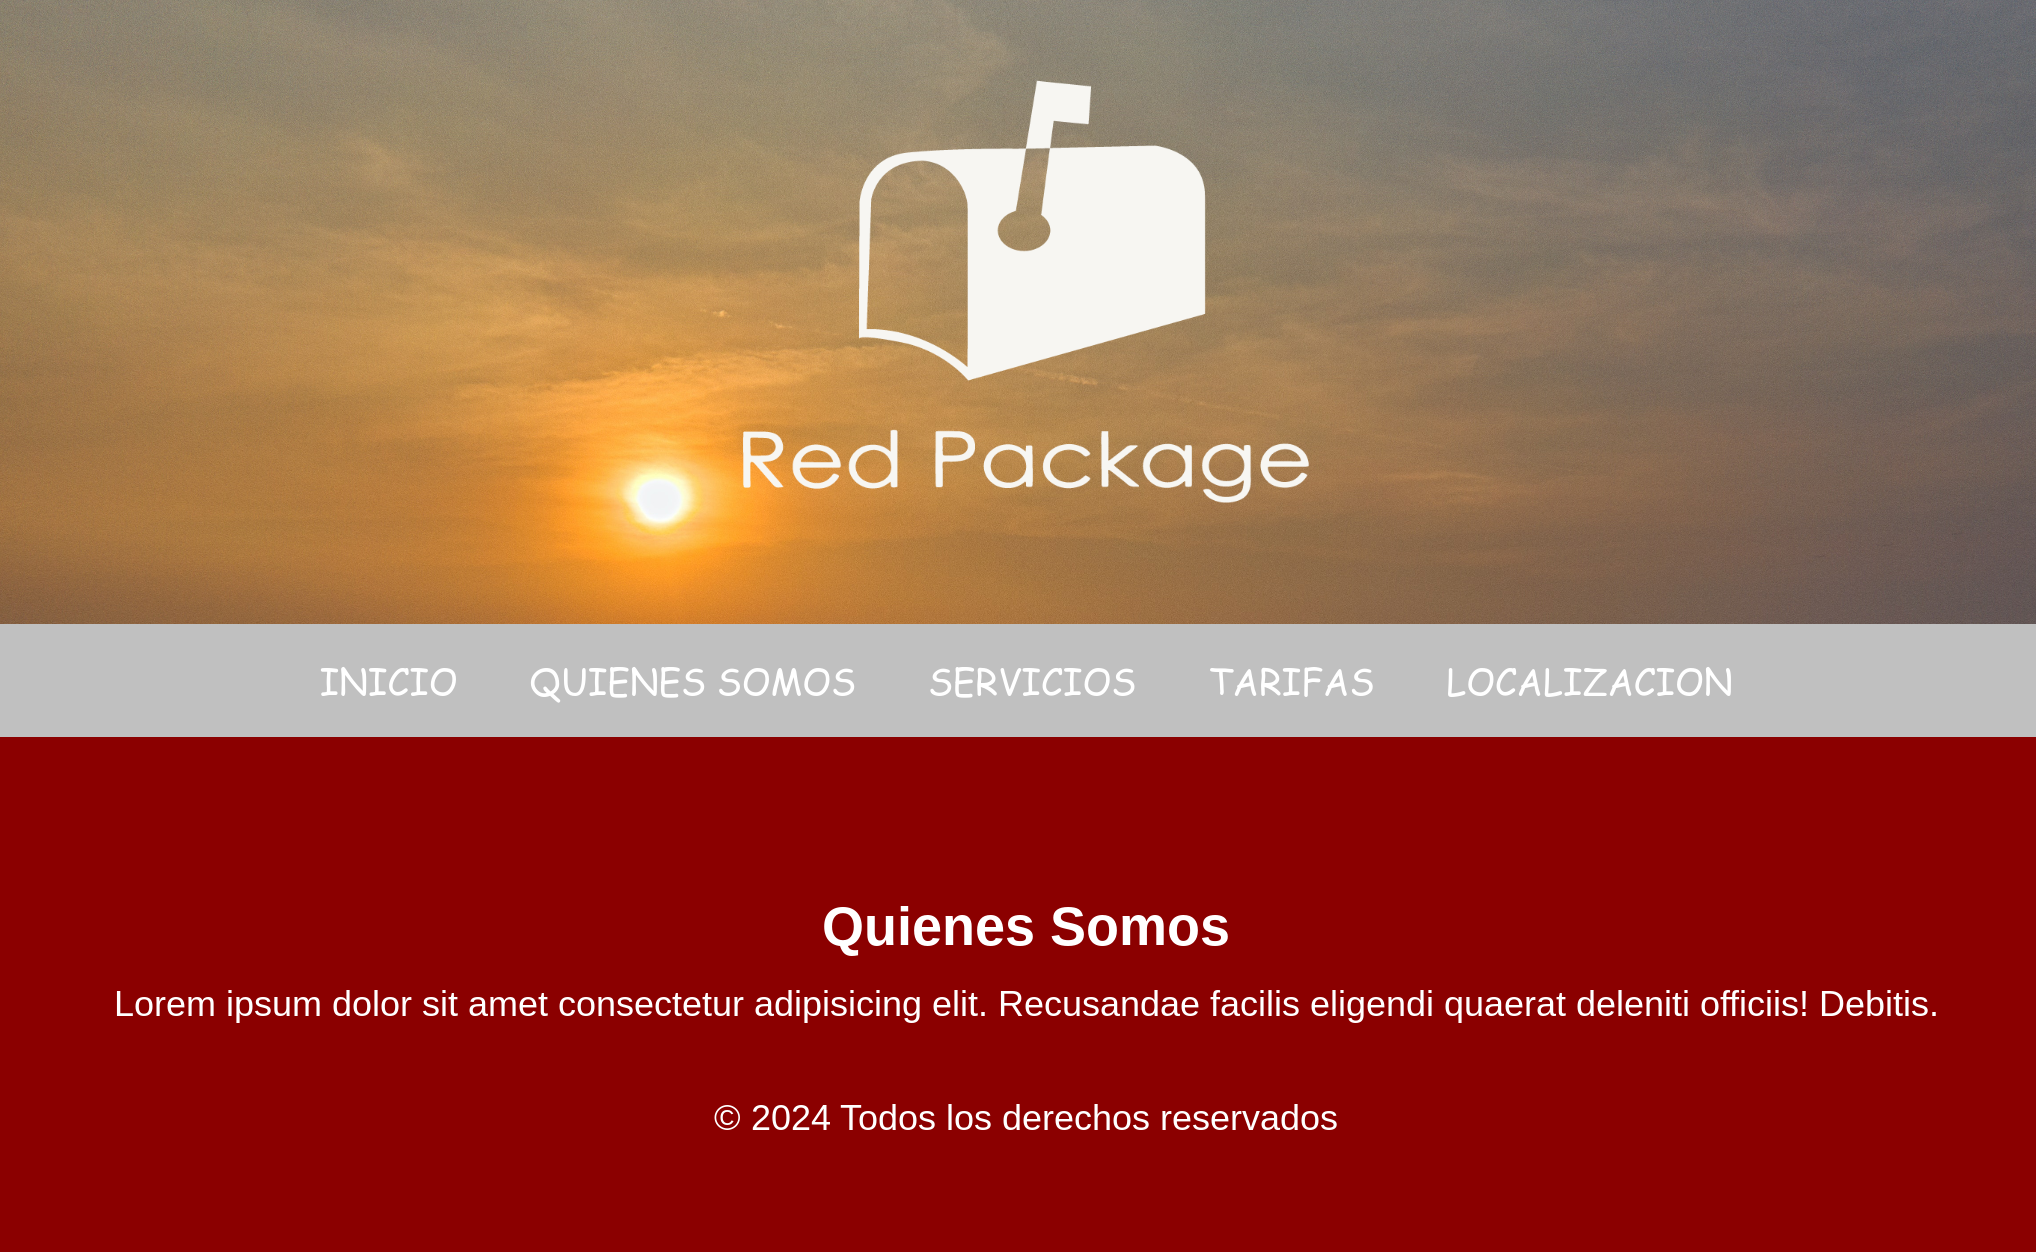 Red Package
INICIO QUIENES SOMOS SERVICIOS TARIFAS LOCALIZACION
Quienes Somos
Lorem ipsum dolor sit amet consectetur adipisicing elit. Recusandae facilis eligendi quaerat deleniti officiis! Debitis.
© 2024 Todos los derechos reservados